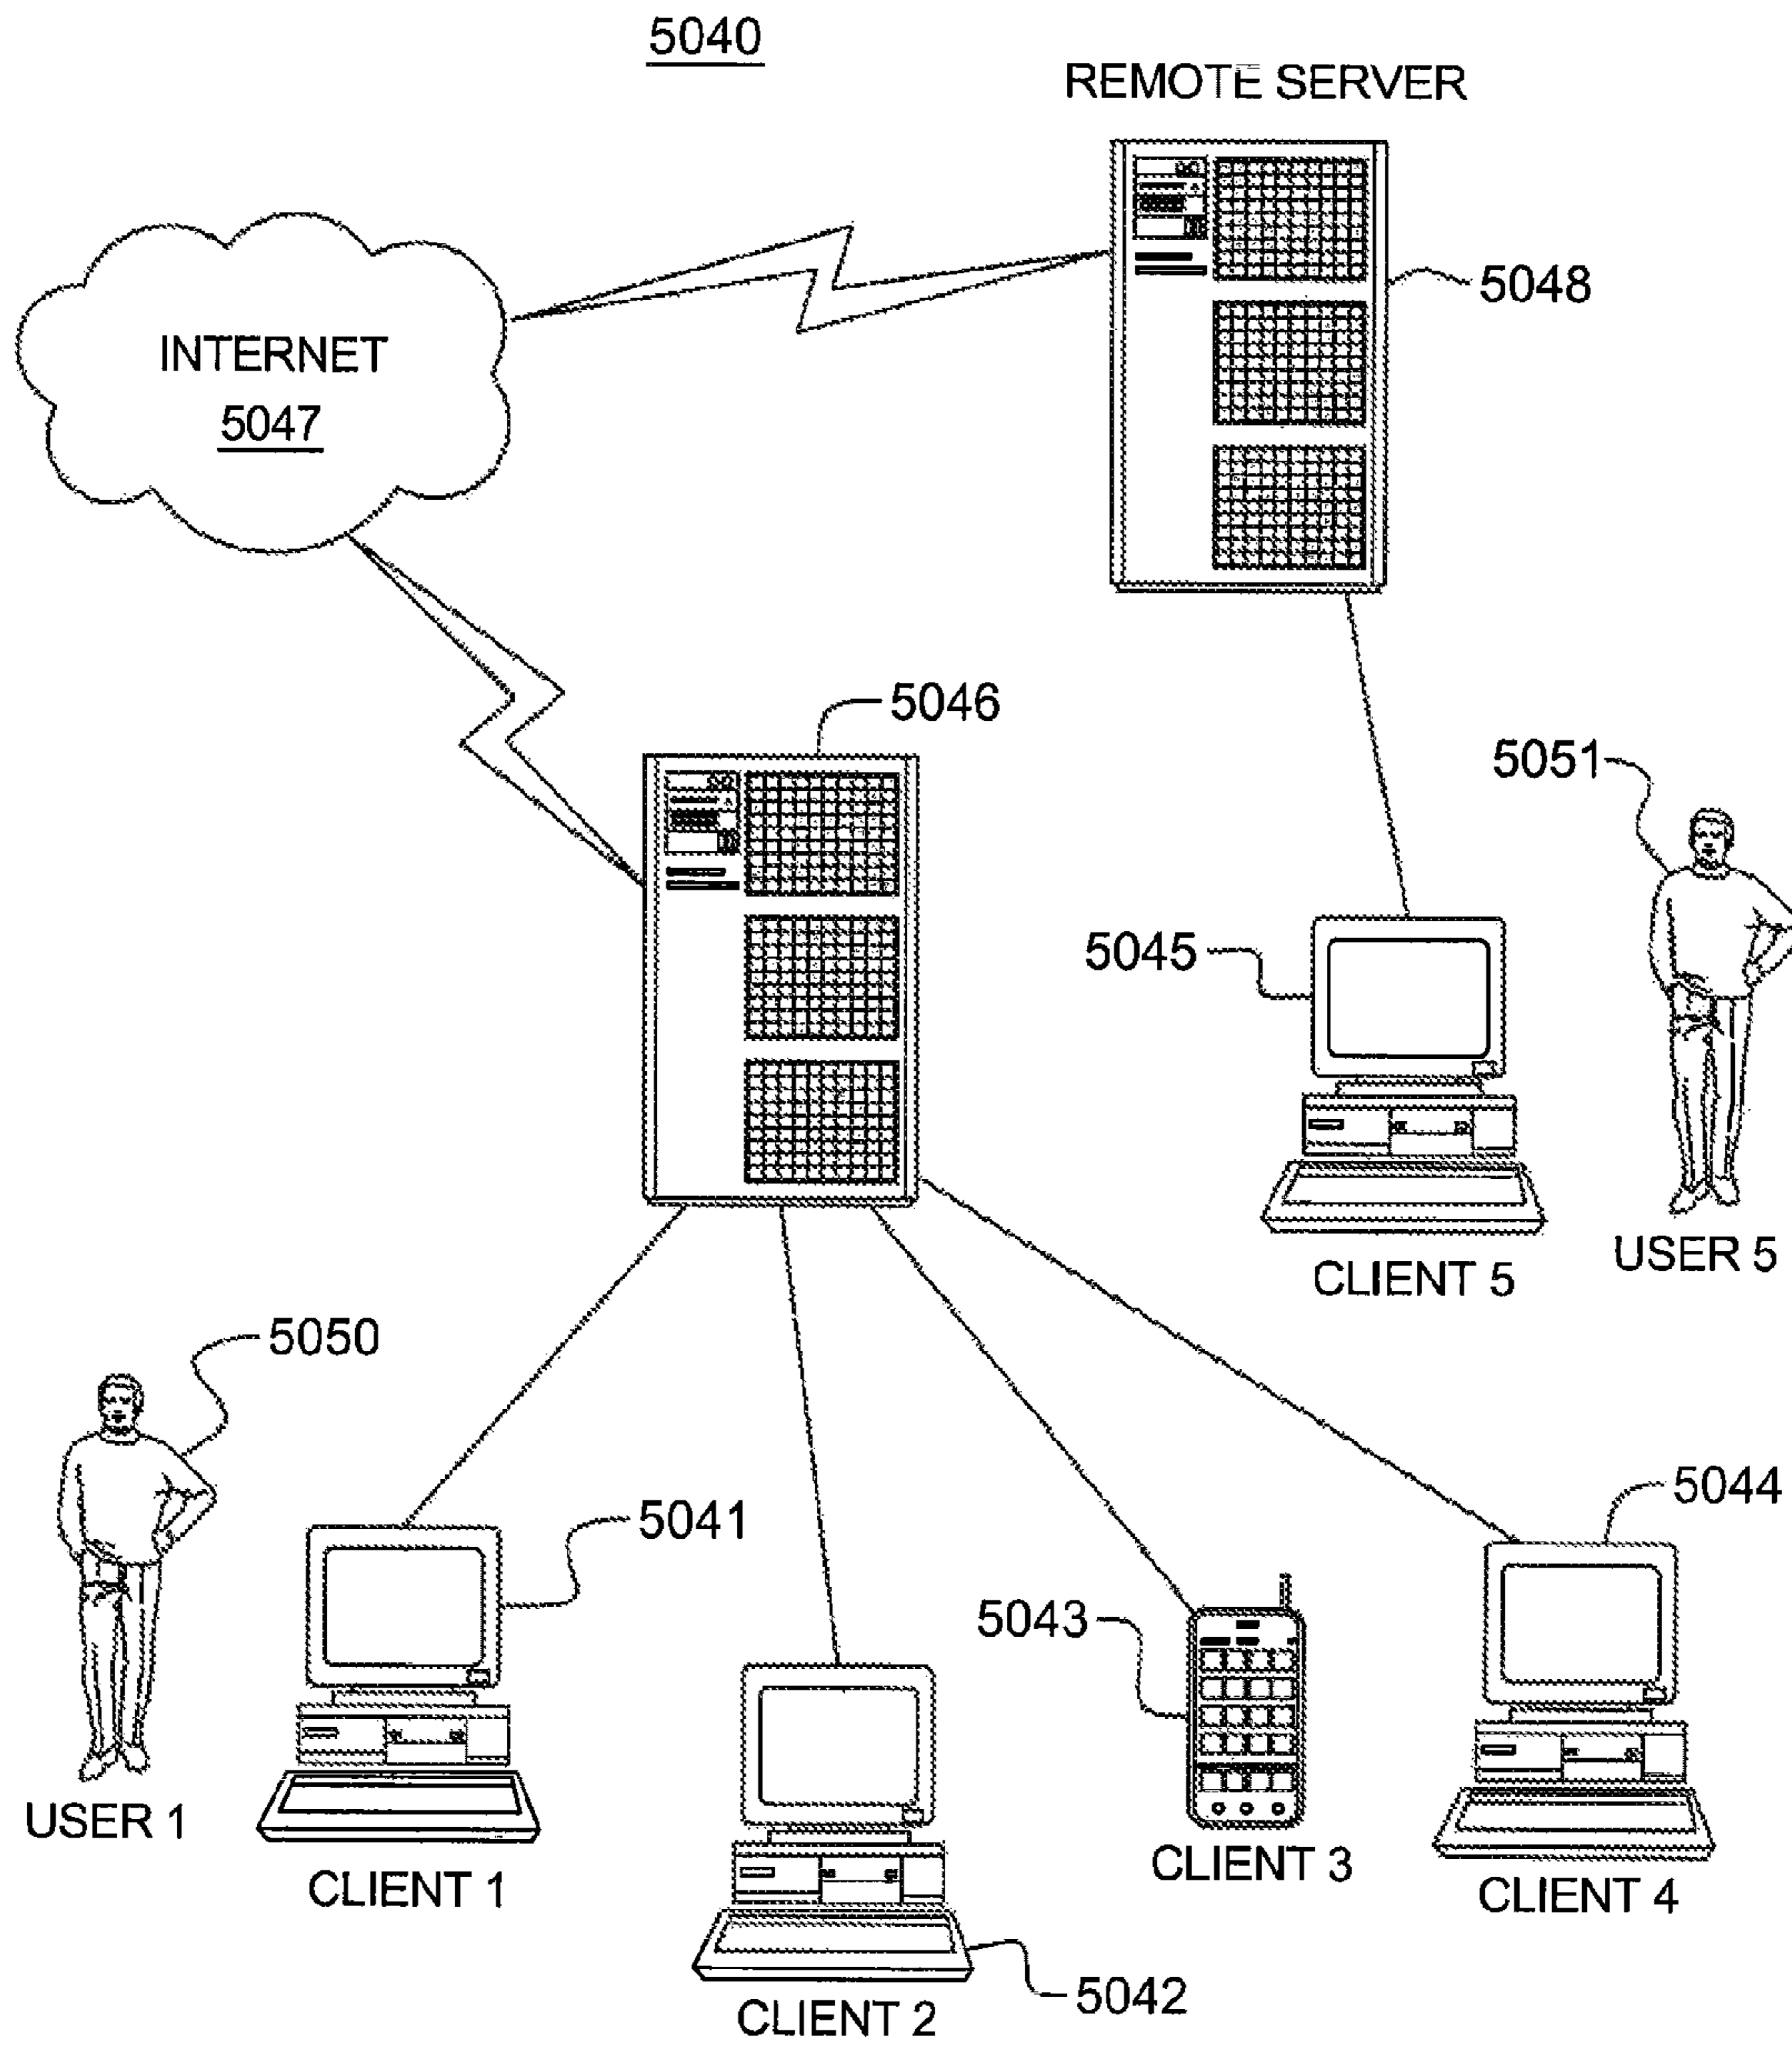 5040
REMOTE SERVER
5048
INTERNET
5047
5046
5051
5045
USER 5
CLIENT 5
5050
5044
5041
5043
USER 1
CLIENT 1
CLIENT 3
CLIENT 4
5042
CLIENT 2